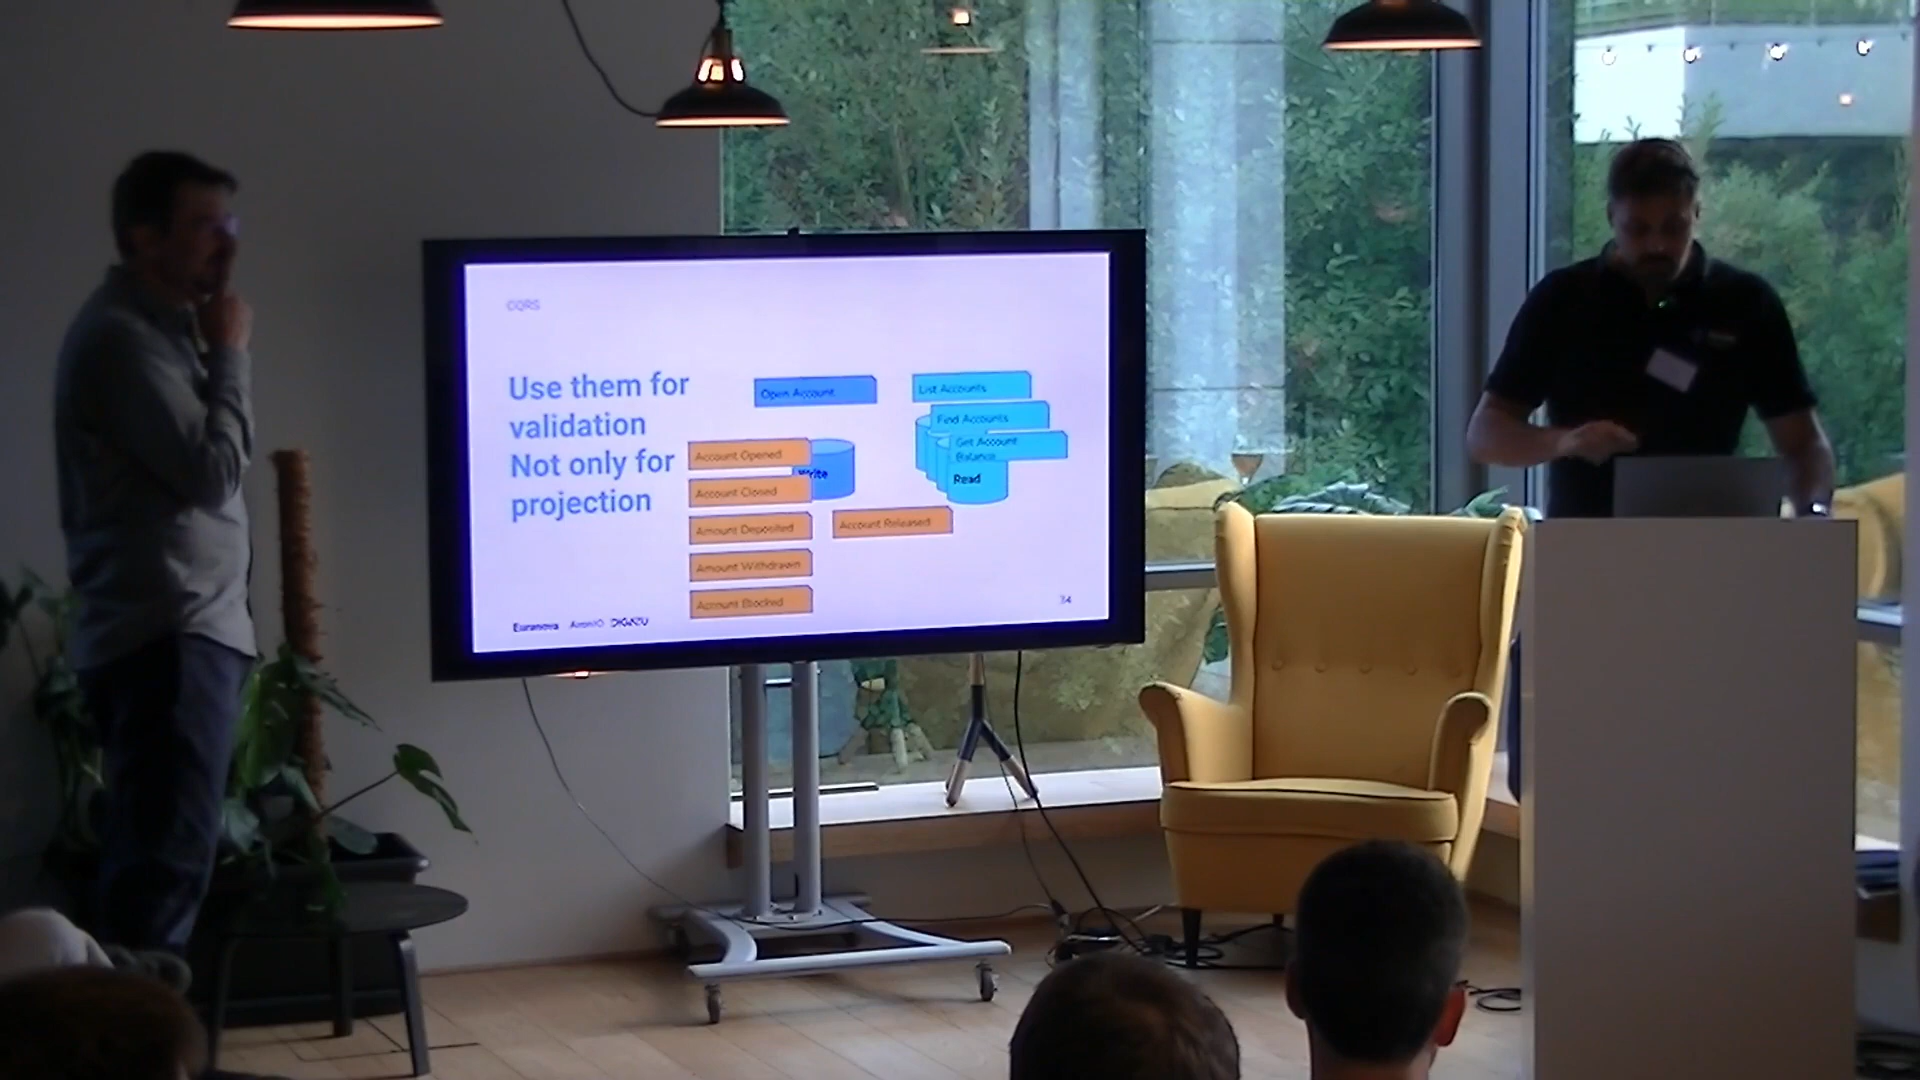 CQRS
Use them for
validation
Not only for
projection
Open Account
List Accounts
Find Accounts
Get Account
Balance
Account Opened
Write
Account Closed
Read
Amount Deposited
Account Released
Amount Withdrawn
Account Blocked
34
Euranova
DIGAZU